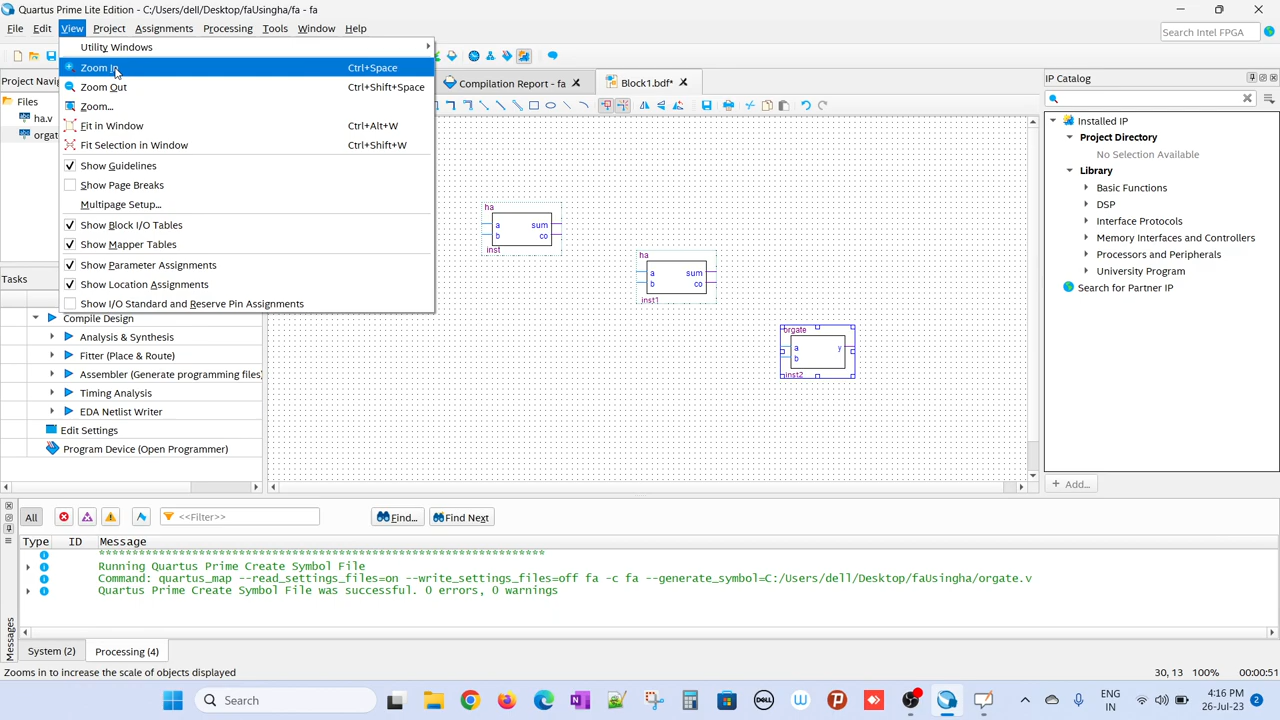 Quartus Prime Lite Edition - C:/Users/dell/Desktop/faUsingha/fa - fa
File Edit View Project Assignments Processing Tools Window Help
Search Intel FPGA
Utility Windows
Zoom In Ctrl+Space
Zoom Out Ctrl+Shift+Space
Zoom...
Fit in Window Ctrl+Alt+W
Fit Selection in Window Ctrl+Shift+W
Show Guidelines
Show Page Breaks
Multipage Setup...
Show Block I/O Tables
Show Mapper Tables
Show Parameter Assignments
Show Location Assignments
Show I/O Standard and Reserve Pin Assignments
Project Navig
Files
ha.v
orgat
Tasks
Compile Design
Analysis & Synthesis
Fitter (Place & Route)
Assembler (Generate programming files)
Timing Analysis
EDA Netlist Writer
Edit Settings
Program Device (Open Programmer)
Compilation Report - fa
Block1.bdf*
ha
a sum
b co
inst
ha
a sum
b co
inst1
orgate
a y
b
inst2
IP Catalog
Installed IP
Project Directory
No Selection Available
Library
Basic Functions
DSP
Interface Protocols
Memory Interfaces and Controllers
Processors and Peripherals
University Program
Search for Partner IP
+ Add...
All
<<Filter>>
Find...
Find Next
Type ID Message
*******************************************************************
Running Quartus Prime Create Symbol File
Command: quartus_map --read_settings_files=on --write_settings_files=off fa -c fa --generate_symbol=C:/Users/dell/Desktop/faUsingha/orgate.v
Quartus Prime Create Symbol File was successful. 0 errors, 0 warnings
Messages
System (2)
Processing (4)
Zooms in to increase the scale of objects displayed
30, 13 100% 00:00:51
Search
DELL
ENG
IN
4:16 PM
26-Jul-23
2